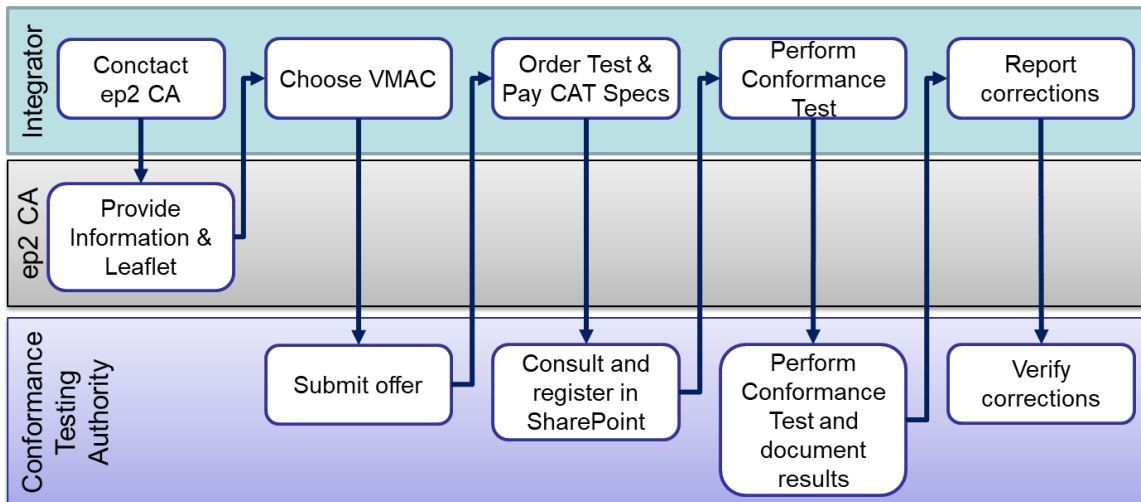 Integrator
Conctact
ep2 CA
Choose VMAC
Order Test &
Pay CAT Specs
Perform
Conformance
Test
Report
corrections
ep2 CA
Provide
Information &
Leaflet
Conformance
Testing
Authority
Submit offer
Consult and
register in
SharePoint
Perform
Conformance
Test and
document
results
Verify
corrections